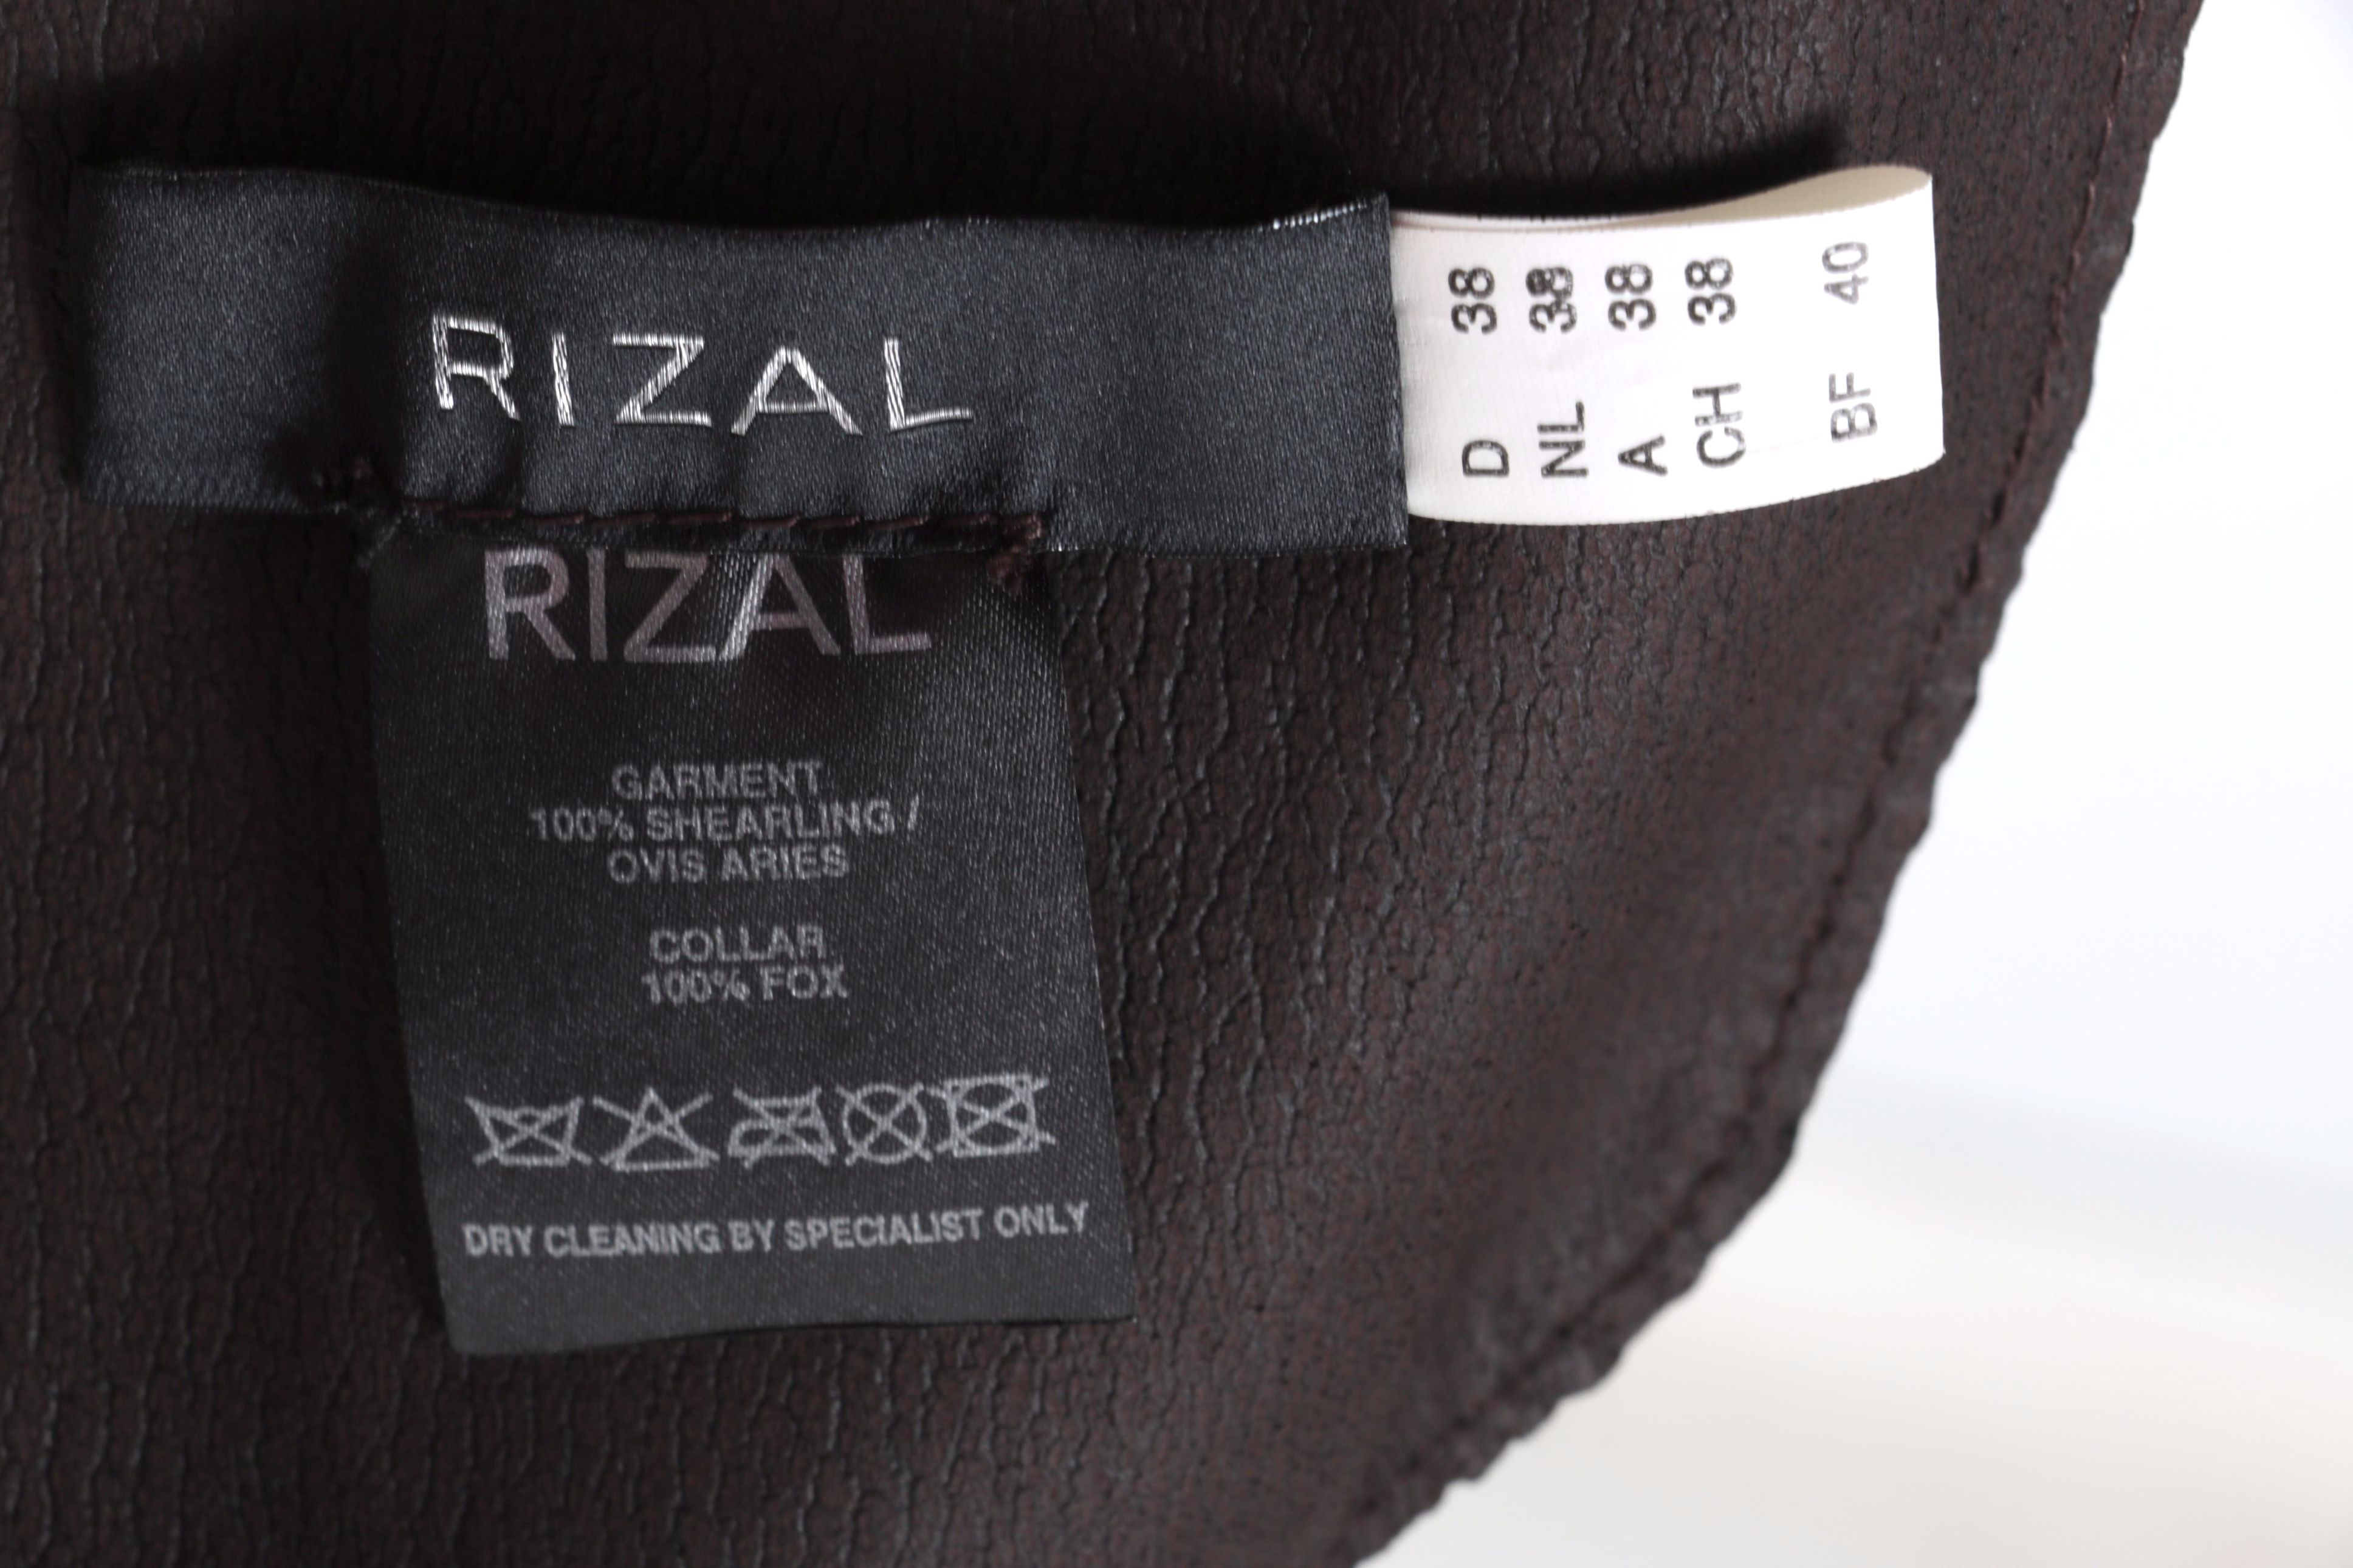 RIZAL
D 38
NL 38
A 38
CH 38
BF 40
RIZAL
GARMENT
100% SHEARLING /
OVIS ARIES
COLLAR
100% FOX
DRY CLEANING BY SPECIALIST ONLY